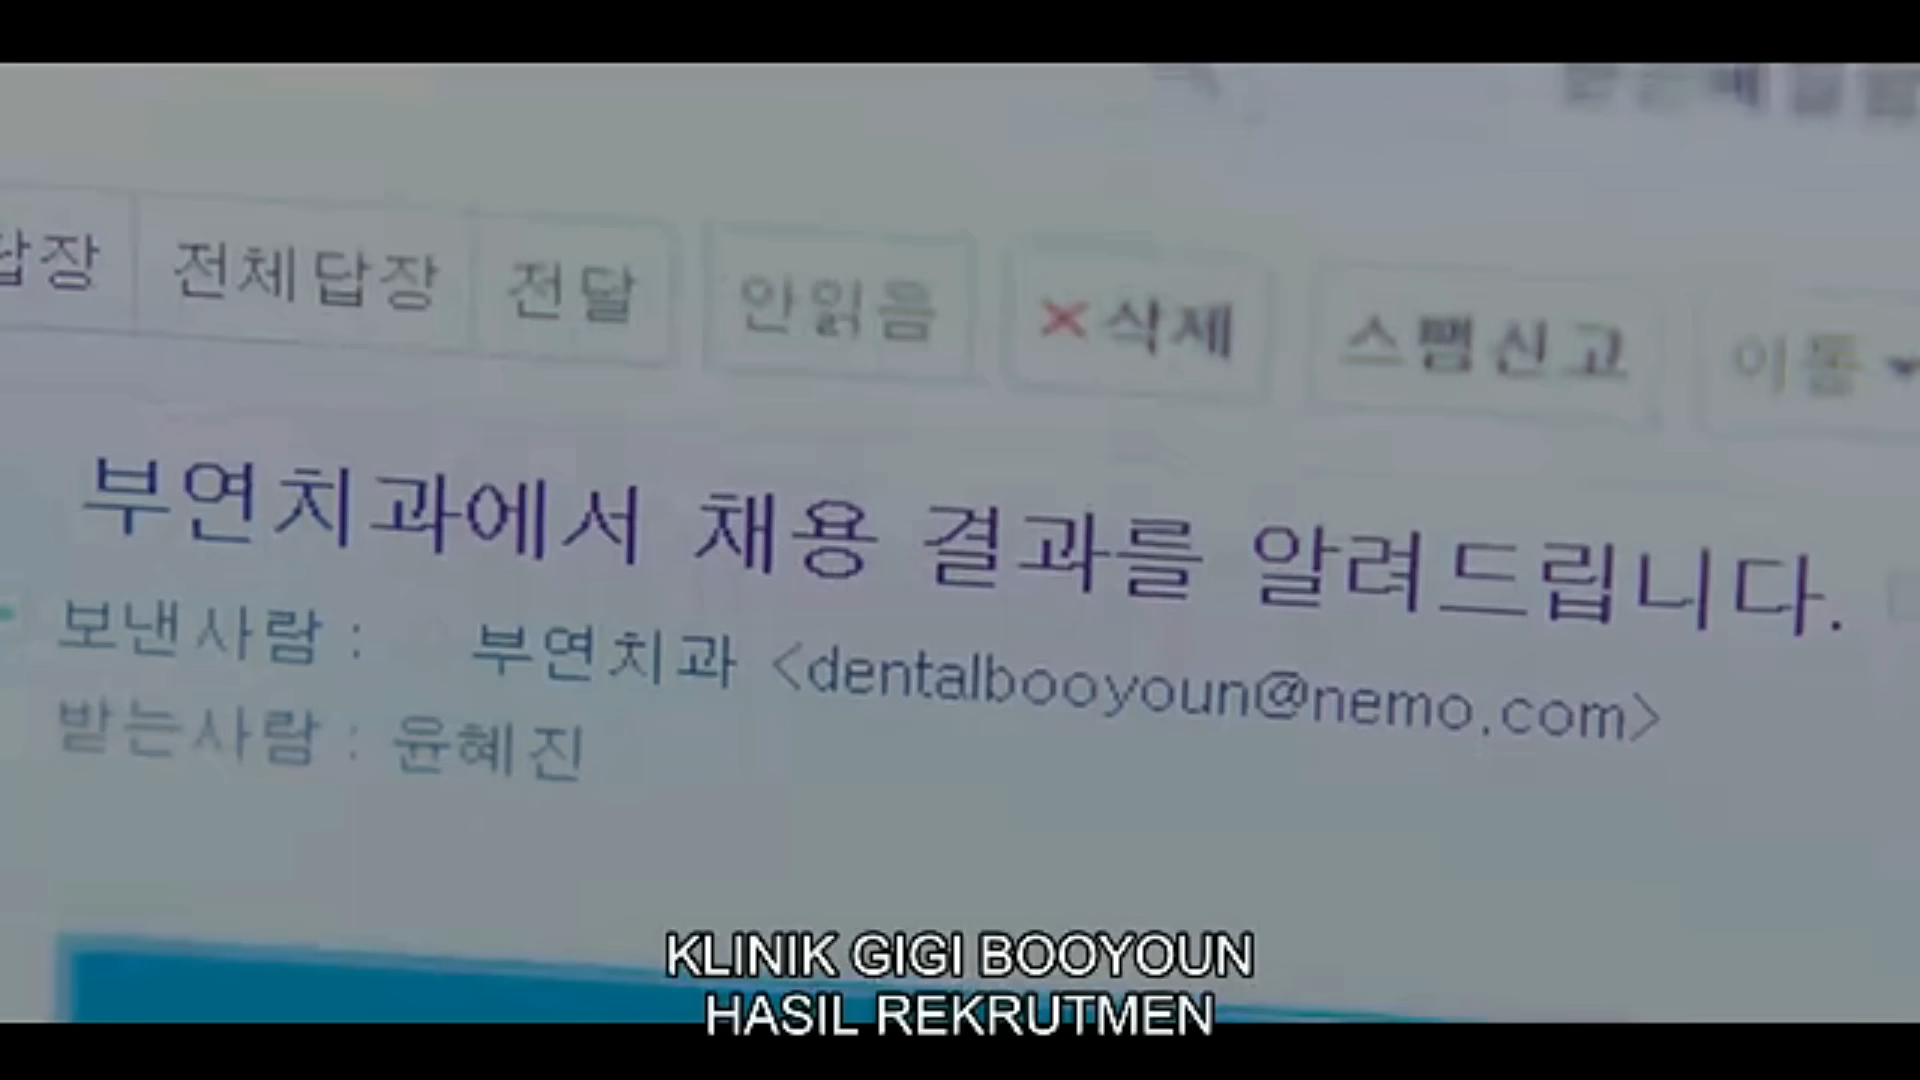 답장 전체답장 전달 안읽음 ×삭제 스팸신고 이동
부연치과에서 채용 결과를 알려드립니다.
보낸사람 : 부연치과 <dentalbooyoun@nemo.com>
받는사람 : 윤혜진
KLINIK GIGI BOOYOUN
HASIL REKRUTMEN